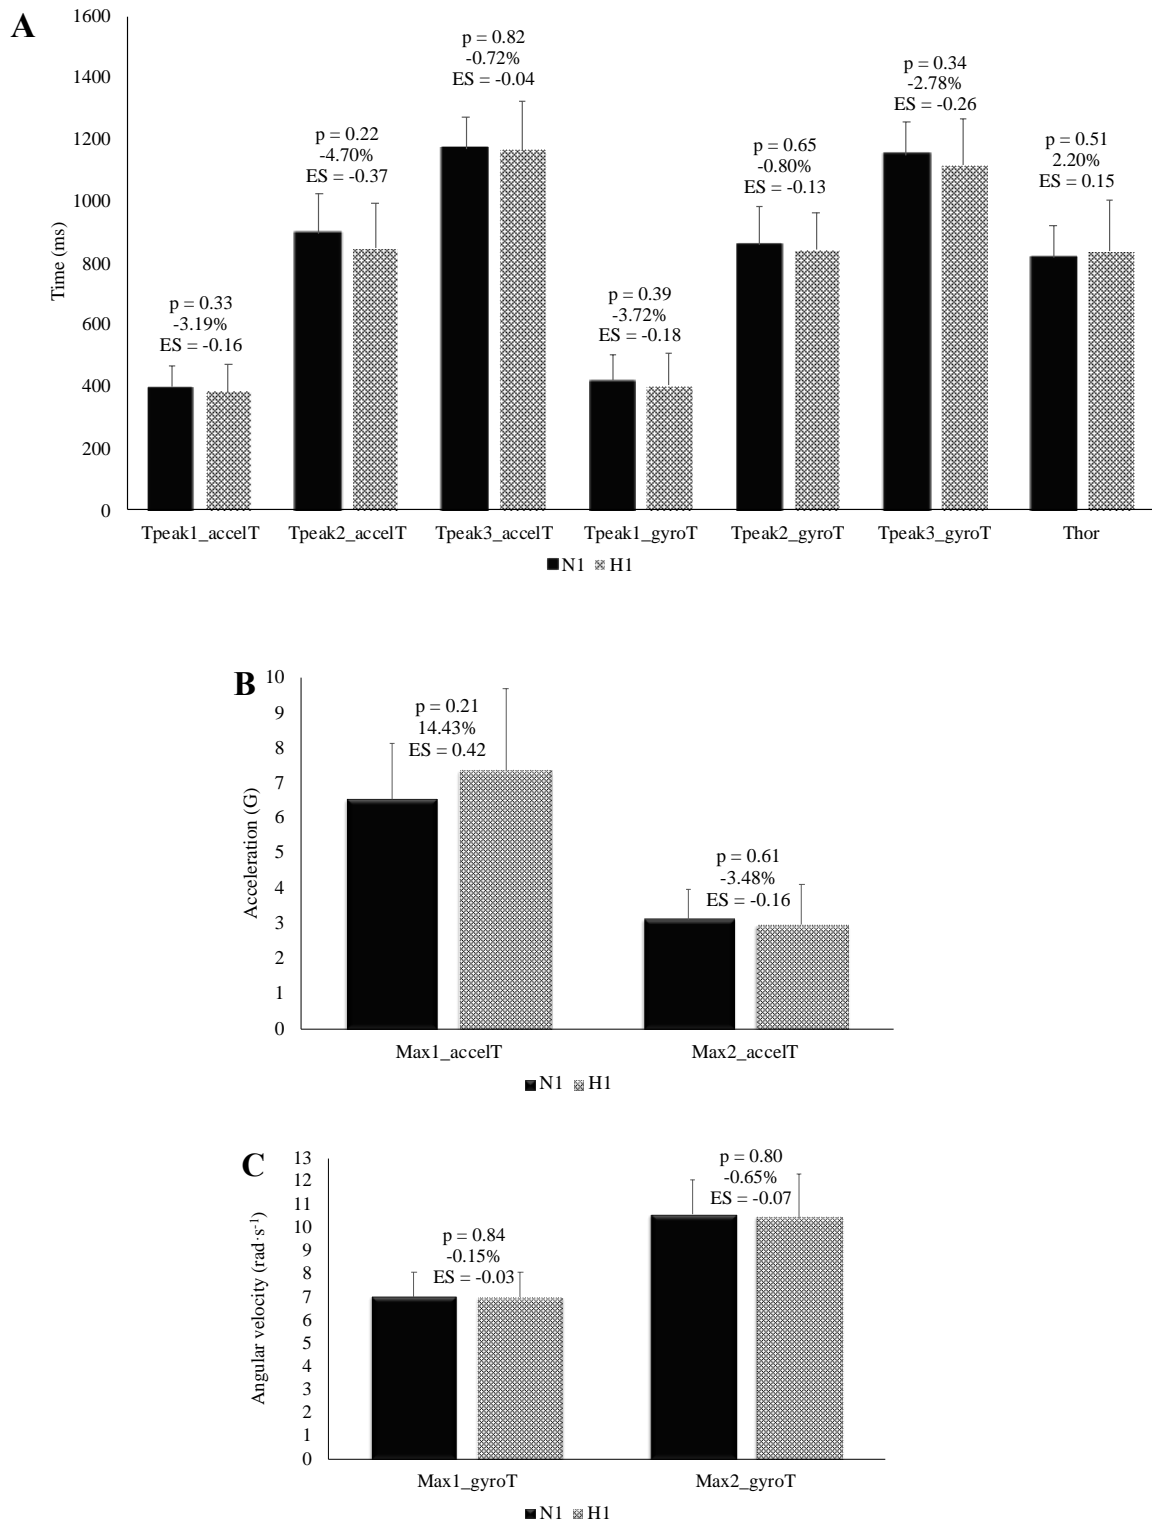 A
Time (ms)
1600
1400
1200
1000
800
600
400
200
0
p = 0.33
-3.19%
ES = -0.16
p = 0.22
-4.70%
ES = -0.37
p = 0.82
-0.72%
ES = -0.04
p = 0.39
-3.72%
ES = -0.18
p = 0.65
-0.80%
ES = -0.13
p = 0.34
-2.78%
ES = -0.26
p = 0.51
2.20%
ES = 0.15
Tpeak1_accelT Tpeak2_accelT Tpeak3_accelT Tpeak1_gyroT Tpeak2_gyroT Tpeak3_gyroT Thor
N1 H1
B
Acceleration (G)
10
9
8
7
6
5
4
3
2
1
0
p = 0.21
14.43%
ES = 0.42
p = 0.61
-3.48%
ES = -0.16
Max1_accelT Max2_accelT
N1 H1
C
Angular velocity (rad·s⁻¹)
13
12
11
10
9
8
7
6
5
4
3
2
1
0
p = 0.84
-0.15%
ES = -0.03
p = 0.80
-0.65%
ES = -0.07
Max1_gyroT Max2_gyroT
N1 H1